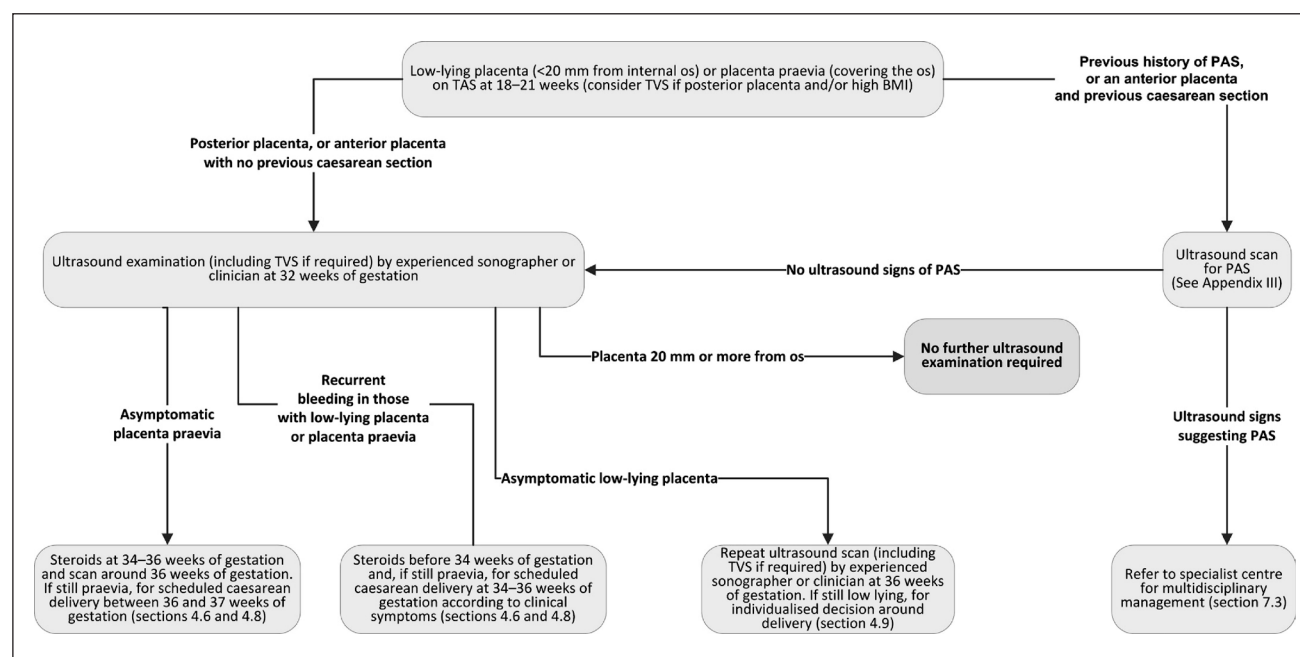 Low-lying placenta (<20 mm from internal os) or placenta praevia (covering the os)
on TAS at 18–21 weeks (consider TVS if posterior placenta and/or high BMI)
Previous history of PAS,
or an anterior placenta
and previous caesarean section
Posterior placenta, or anterior placenta
with no previous caesarean section
Ultrasound examination (including TVS if required) by experienced sonographer or
clinician at 32 weeks of gestation
No ultrasound signs of PAS
Ultrasound scan
for PAS
(See Appendix III)
Placenta 20 mm or more from os
No further ultrasound
examination required
Asymptomatic
placenta praevia
Recurrent
bleeding in those
with low-lying placenta
or placenta praevia
Ultrasound signs
suggesting PAS
Asymptomatic low-lying placenta
Steroids at 34–36 weeks of gestation
and scan around 36 weeks of gestation.
If still praevia, for scheduled caesarean
delivery between 36 and 37 weeks of
gestation (sections 4.6 and 4.8)
Steroids before 34 weeks of gestation
and, if still praevia, for scheduled
caesarean delivery at 34–36 weeks of
gestation according to clinical
symptoms (sections 4.6 and 4.8)
Repeat ultrasound scan (including
TVS if required) by experienced
sonographer or clinician at 36 weeks
of gestation. If still low lying, for
individualised decision around
delivery (section 4.9)
Refer to specialist centre
for multidisciplinary
management (section 7.3)